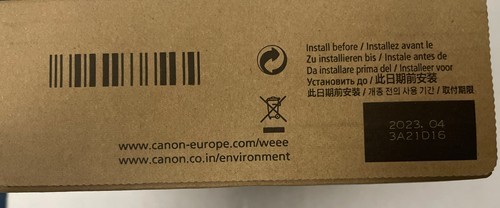 Install before / Installez avant le
Zu installieren bis / Instale antes de
Da installare prima del / Installeer voor
Установить до / 此日期前安装
此日期前安裝 / 개종 전의 사용 기간 / 取付期限
2023. 04
3A21D16
www.canon-europe.com/weee
www.canon.co.in/environment